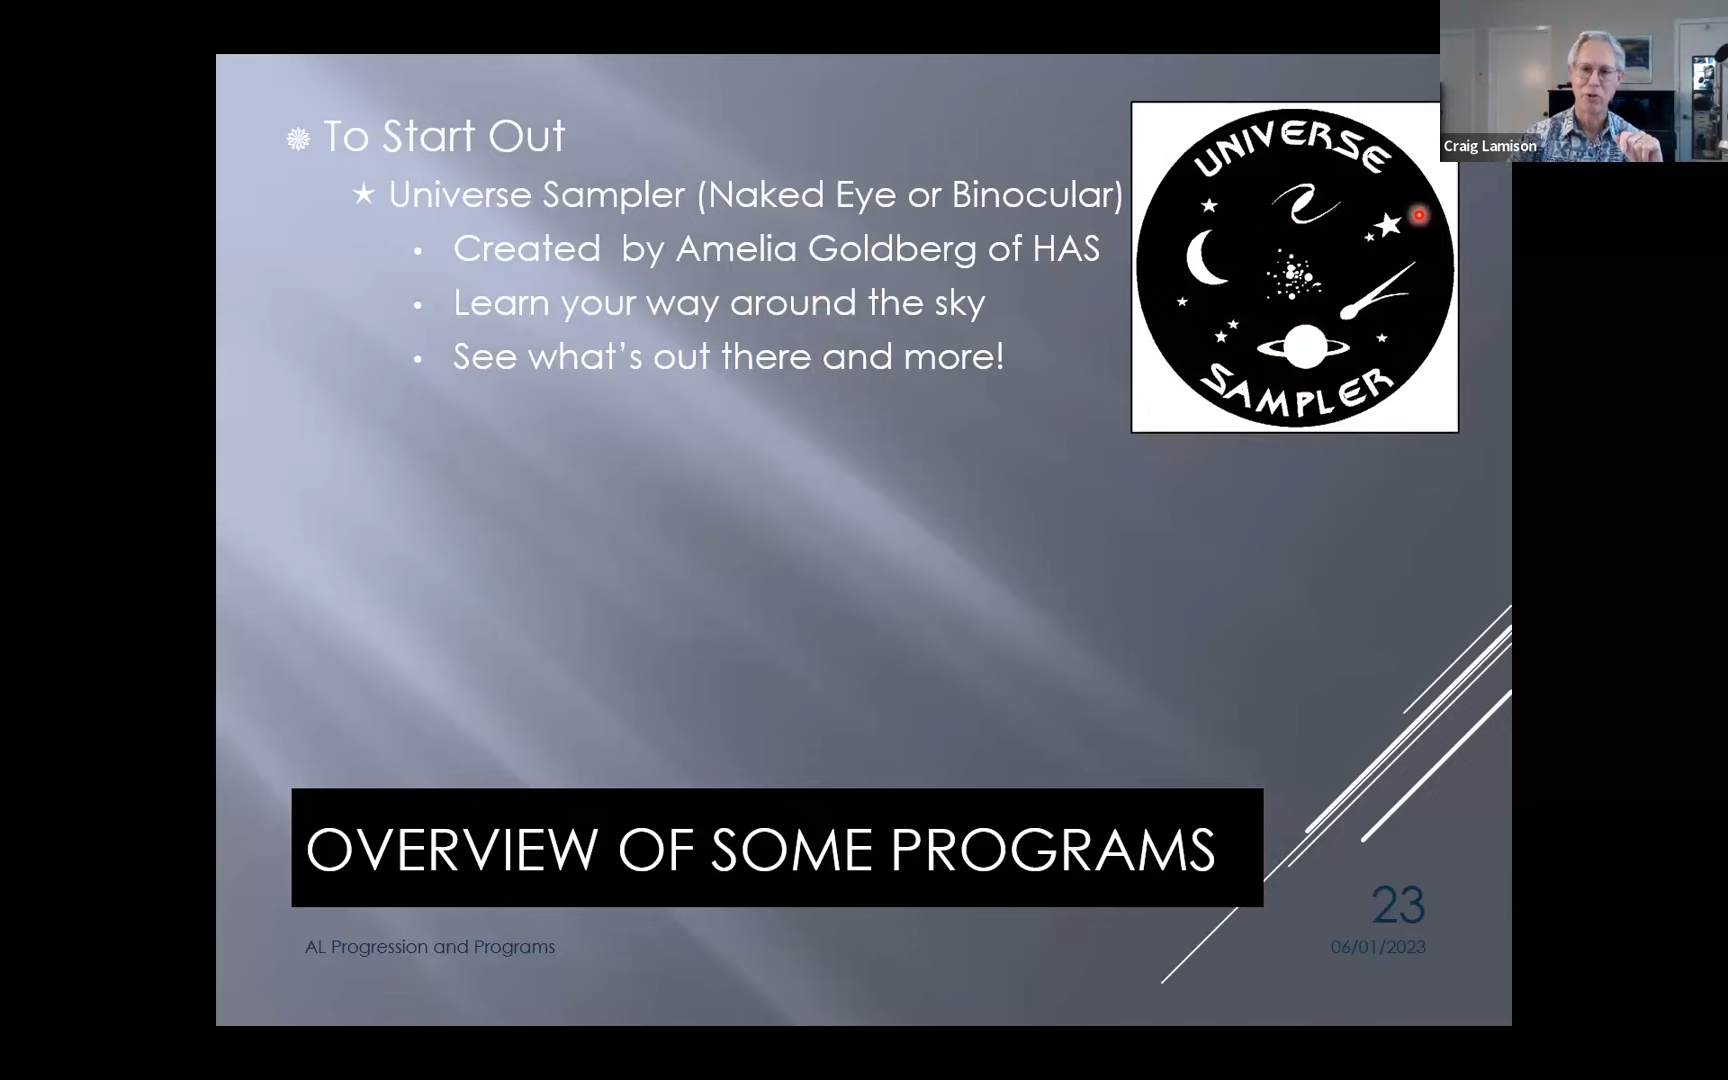 To Start Out
Universe Sampler (Naked Eye or Binocular)
Created by Amelia Goldberg of HAS
Learn your way around the sky
See what's out there and more!
UNIVERSE
SAMPLER
Craig Lamison
OVERVIEW OF SOME PROGRAMS
23
AL Progression and Programs
06/01/2023